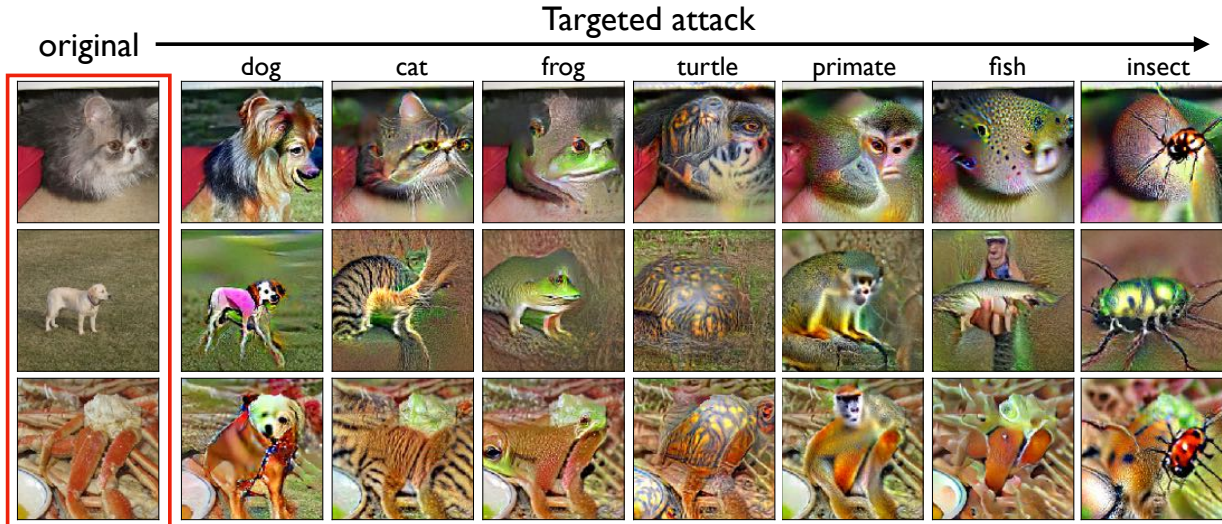 Targeted attack
original
dog cat frog turtle primate fish insect